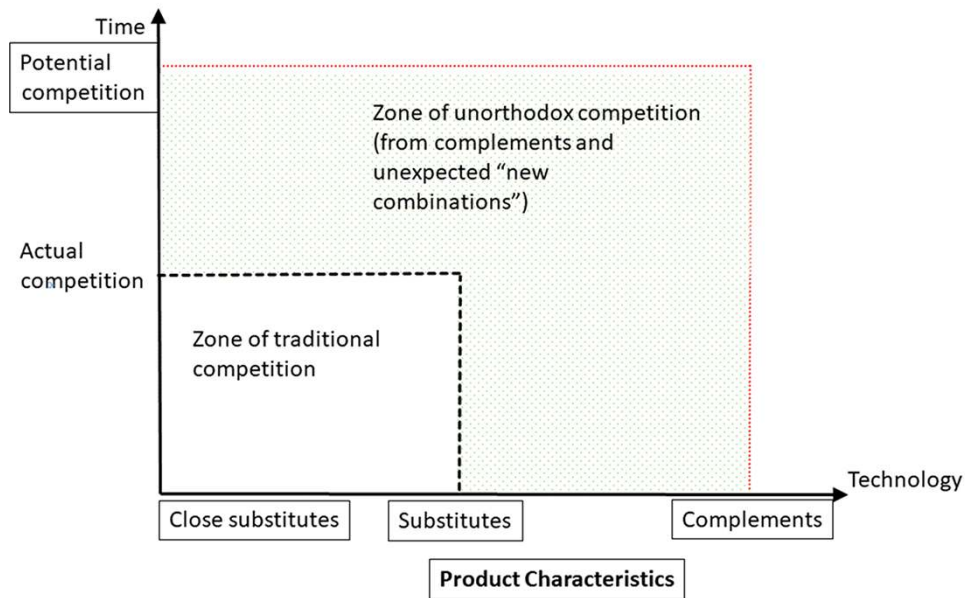 Time
Potential
competition
Zone of unorthodox competition
(from complements and
unexpected “new
combinations”)
Actual
competition
Zone of traditional
competition
Technology
Close substitutes
Substitutes
Complements
Product Characteristics